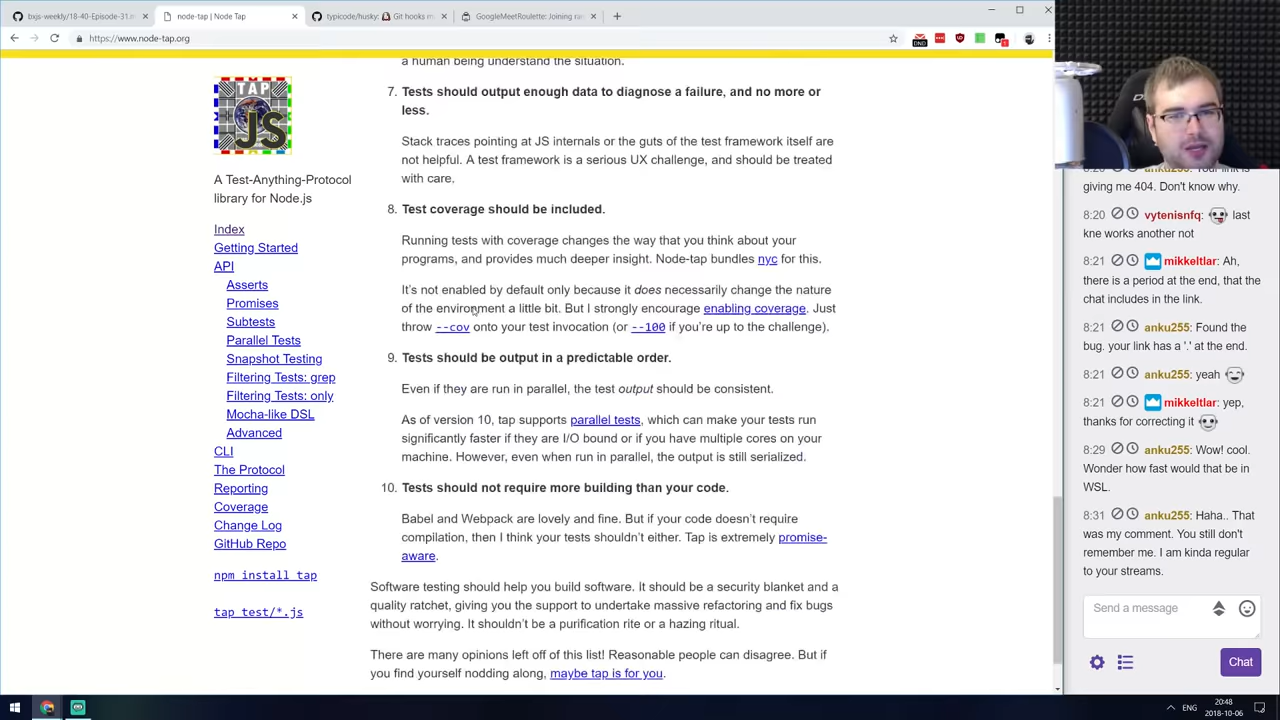 bxjs-weekly/18-40-Episode-31.m
node-tap | Node Tap
typicode/husky: Git hooks m
GoogleMeetRoulette: Joining ran
https://www.node-tap.org
DND
a human being understand the situation.
TAP
JS
A Test-Anything-Protocol
library for Node.js
Index
Getting Started
API
Asserts
Promises
Subtests
Parallel Tests
Snapshot Testing
Filtering Tests: grep
Filtering Tests: only
Mocha-like DSL
Advanced
CLI
The Protocol
Reporting
Coverage
Change Log
GitHub Repo
npm install tap
tap test/*.js
7. Tests should output enough data to diagnose a failure, and no more or
less.
Stack traces pointing at JS internals or the guts of the test framework itself are
not helpful. A test framework is a serious UX challenge, and should be treated
with care.
8. Test coverage should be included.
Running tests with coverage changes the way that you think about your
programs, and provides much deeper insight. Node-tap bundles nyc for this.
It's not enabled by default only because it does necessarily change the nature
of the environment a little bit. But I strongly encourage enabling coverage. Just
throw --cov onto your test invocation (or --100 if you're up to the challenge).
9. Tests should be output in a predictable order.
Even if they are run in parallel, the test output should be consistent.
As of version 10, tap supports parallel tests, which can make your tests run
significantly faster if they are I/O bound or if you have multiple cores on your
machine. However, even when run in parallel, the output is still serialized.
10. Tests should not require more building than your code.
Babel and Webpack are lovely and fine. But if your code doesn't require
compilation, then I think your tests shouldn't either. Tap is extremely promise-
aware.
Software testing should help you build software. It should be a security blanket and a
quality ratchet, giving you the support to undertake massive refactoring and fix bugs
without worrying. It shouldn't be a purification rite or a hazing ritual.
There are many opinions left off of this list! Reasonable people can disagree. But if
you find yourself nodding along, maybe tap is for you.
8:20 anku255: Your link is
giving me 404. Don't know why.
8:20 vytenisnfq: last
kne works another not
8:21 mikkeltlar: Ah,
there is a period at the end, that the
chat includes in the link.
8:21 anku255: Found the
bug. your link has a '.' at the end.
8:21 anku255: yeah
8:21 mikkeltlar: yep,
thanks for correcting it
8:29 anku255: Wow! cool.
Wonder how fast would that be in
WSL.
8:31 anku255: Haha.. That
was my comment. You still don't
remember me. I am kinda regular
to your streams.
Send a message
Chat
ENG
20:48
2018-10-06